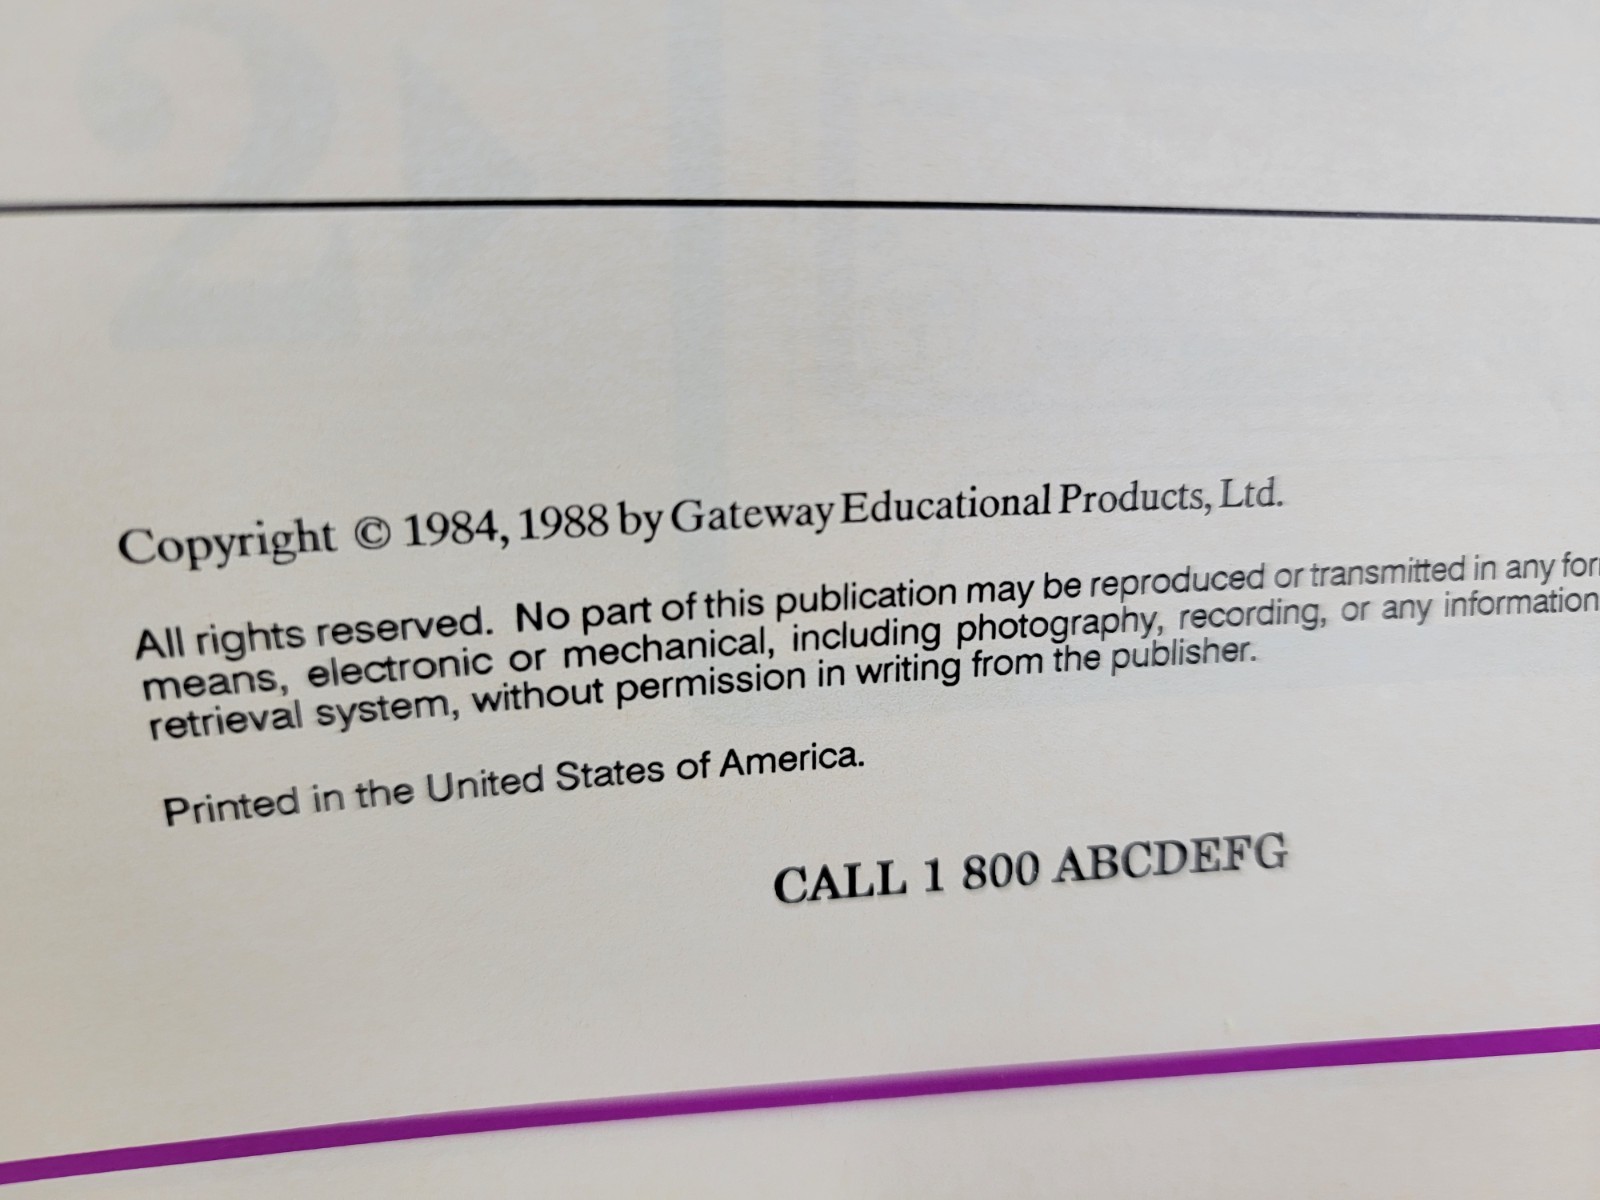 Copyright © 1984, 1988 by Gateway Educational Products, Ltd.
All rights reserved. No part of this publication may be reproduced or transmitted in any
means, electronic or mechanical, including photography, recording, or any information
retrieval system, without permission in writing from the publisher.
Printed in the United States of America.
CALL 1 800 ABCDEFG